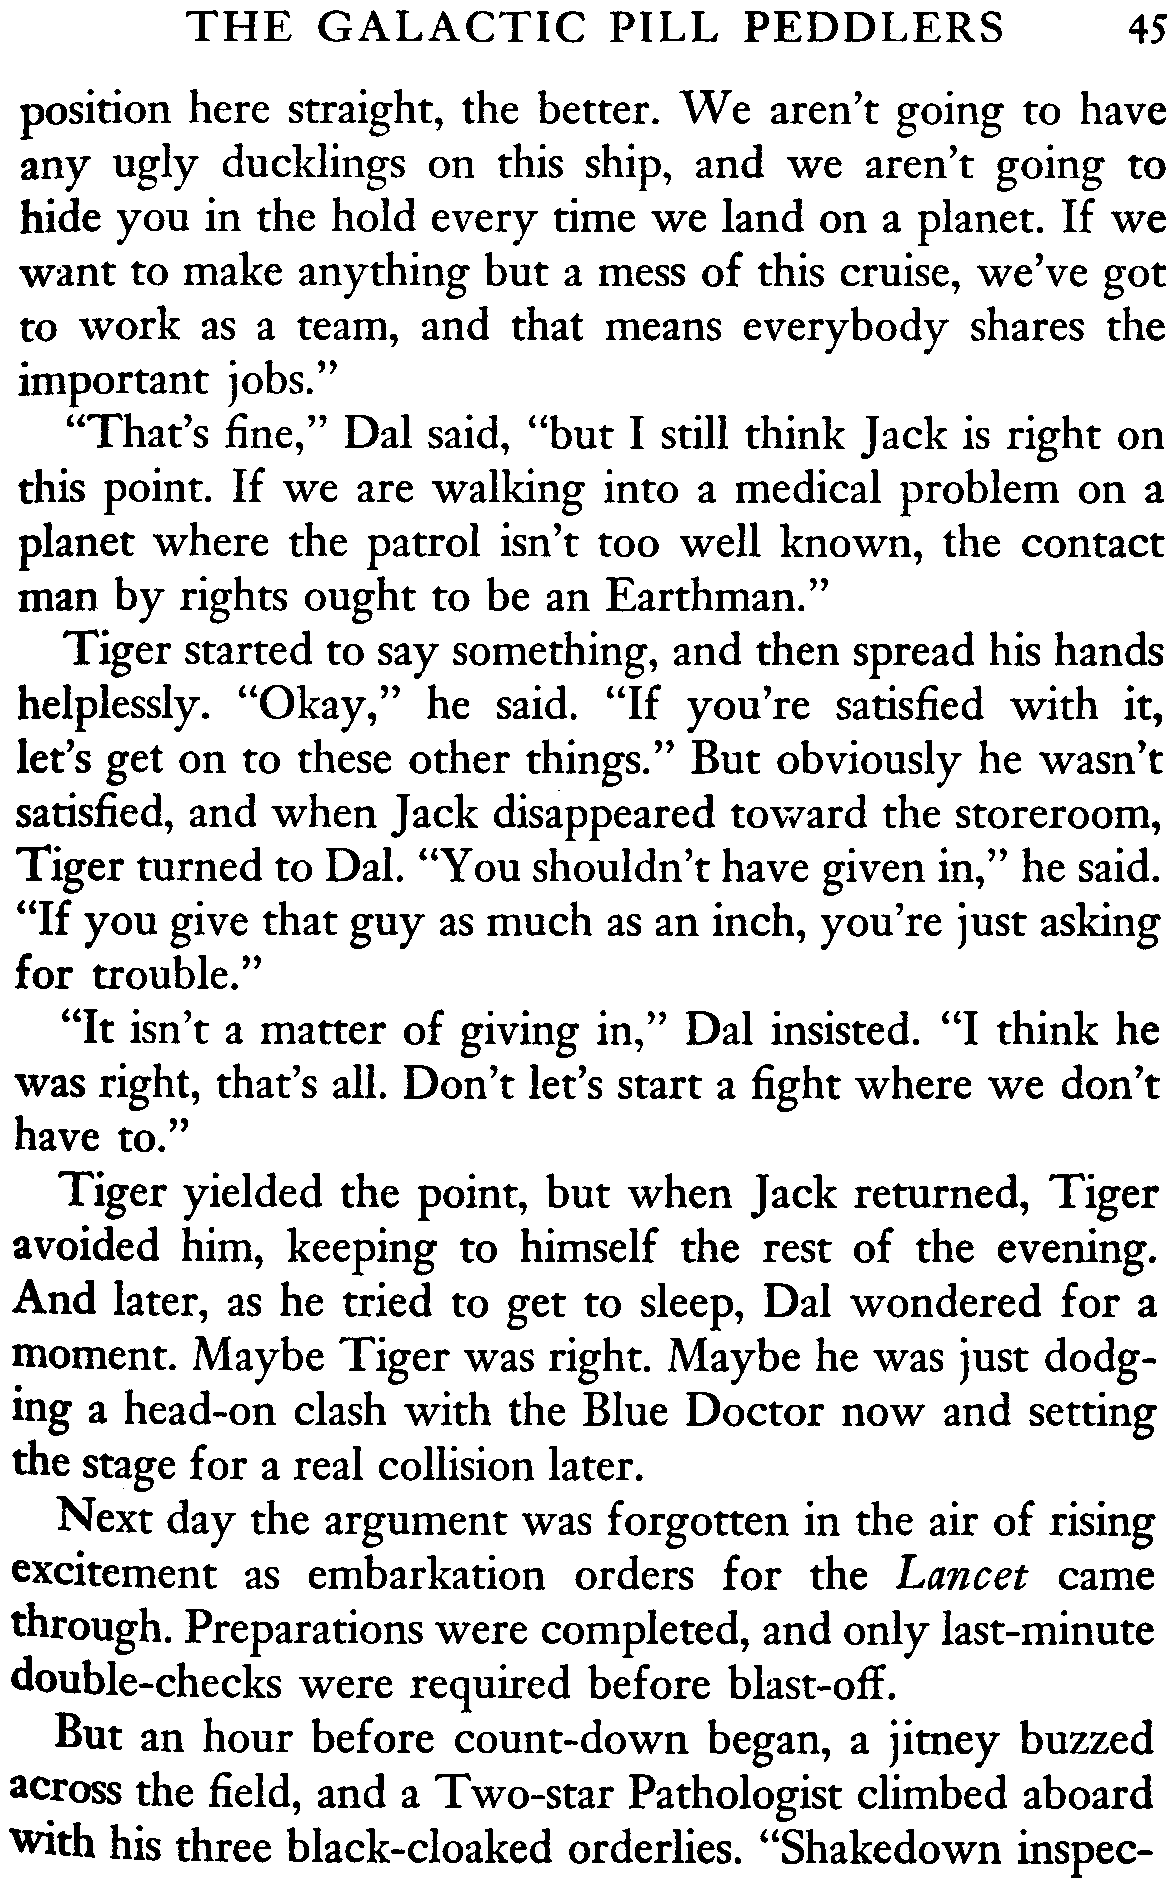 THE GALACTIC PILL PEDDLERS 45
position here straight, the better. We aren't going to have
any ugly ducklings on this ship, and we aren't going to
hide you in the hold every time we land on a planet. If we
want to make anything but a mess of this cruise, we've got
to work as a team, and that means everybody shares the
important jobs."
"That's fine," Dal said, "but I still think Jack is right on
this point. If we are walking into a medical problem on a
planet where the patrol isn't too well known, the contact
man by rights ought to be an Earthman."
Tiger started to say something, and then spread his hands
helplessly. "Okay," he said. "If you're satisfied with it,
let's get on to these other things." But obviously he wasn't
satisfied, and when Jack disappeared toward the storeroom,
Tiger turned to Dal. "You shouldn't have given in," he said.
"If you give that guy as much as an inch, you're just asking
for trouble."
"It isn't a matter of giving in," Dal insisted. "I think he
was right, that's all. Don't let's start a fight where we don't
have to."
Tiger yielded the point, but when Jack returned, Tiger
avoided him, keeping to himself the rest of the evening.
And later, as he tried to get to sleep, Dal wondered for a
moment. Maybe Tiger was right. Maybe he was just dodg-
ing a head-on clash with the Blue Doctor now and setting
the stage for a real collision later.
Next day the argument was forgotten in the air of rising
excitement as embarkation orders for the Lancet came
through. Preparations were completed, and only last-minute
double-checks were required before blast-off.
But an hour before count-down began, a jitney buzzed
across the field, and a Two-star Pathologist climbed aboard
with his three black-cloaked orderlies. "Shakedown inspec-